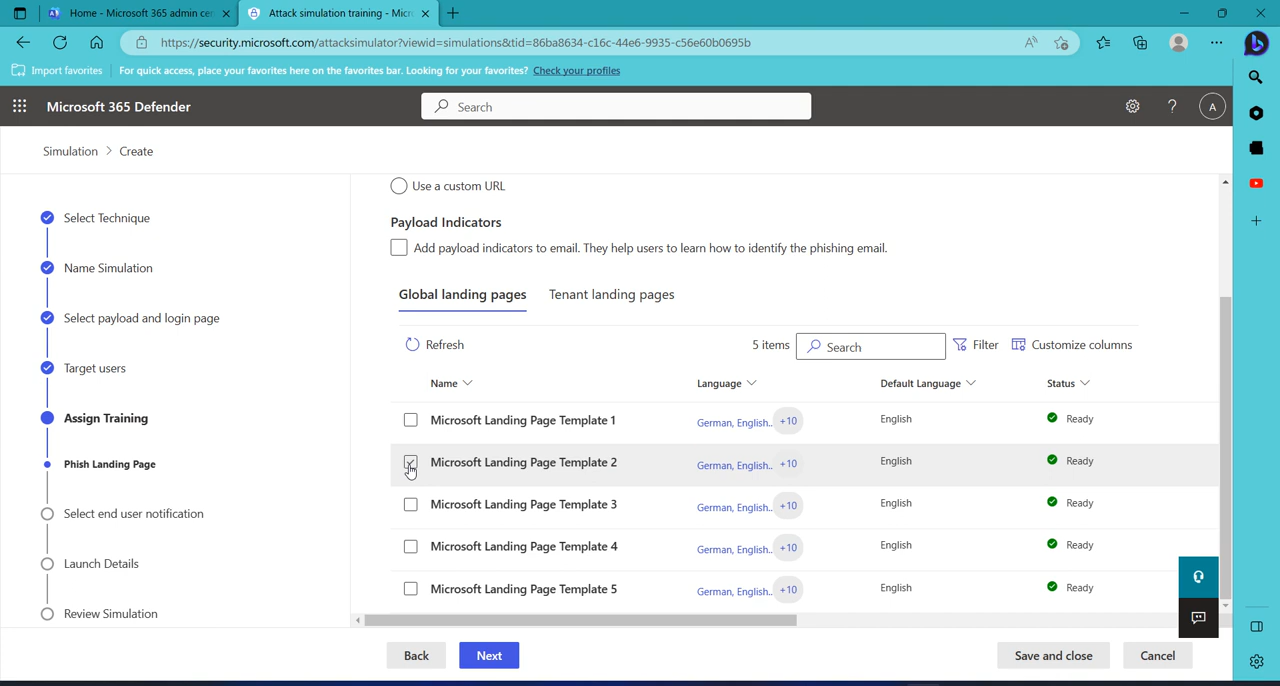 Home - Microsoft 365 admin cen
Attack simulation training - Micro
https://security.microsoft.com/attacksimulator?viewid=simulations&tid=86ba8634-c16c-44e6-9935-c56e60b0695b
Import favorites
For quick access, place your favorites here on the favorites bar. Looking for your favorites? Check your profiles
Microsoft 365 Defender
Search
A
Simulation > Create
Select Technique
Name Simulation
Select payload and login page
Target users
Assign Training
Phish Landing Page
Select end user notification
Launch Details
Review Simulation
Use a custom URL
Payload Indicators
Add payload indicators to email. They help users to learn how to identify the phishing email.
Global landing pages Tenant landing pages
Refresh 5 items Search Filter Customize columns
Name Language Default Language Status
Microsoft Landing Page Template 1 German, English.. +10 English Ready
Microsoft Landing Page Template 2 German, English.. +10 English Ready
Microsoft Landing Page Template 3 German, English.. +10 English Ready
Microsoft Landing Page Template 4 German, English.. +10 English Ready
Microsoft Landing Page Template 5 German, English.. +10 English Ready
Back Next Save and close Cancel